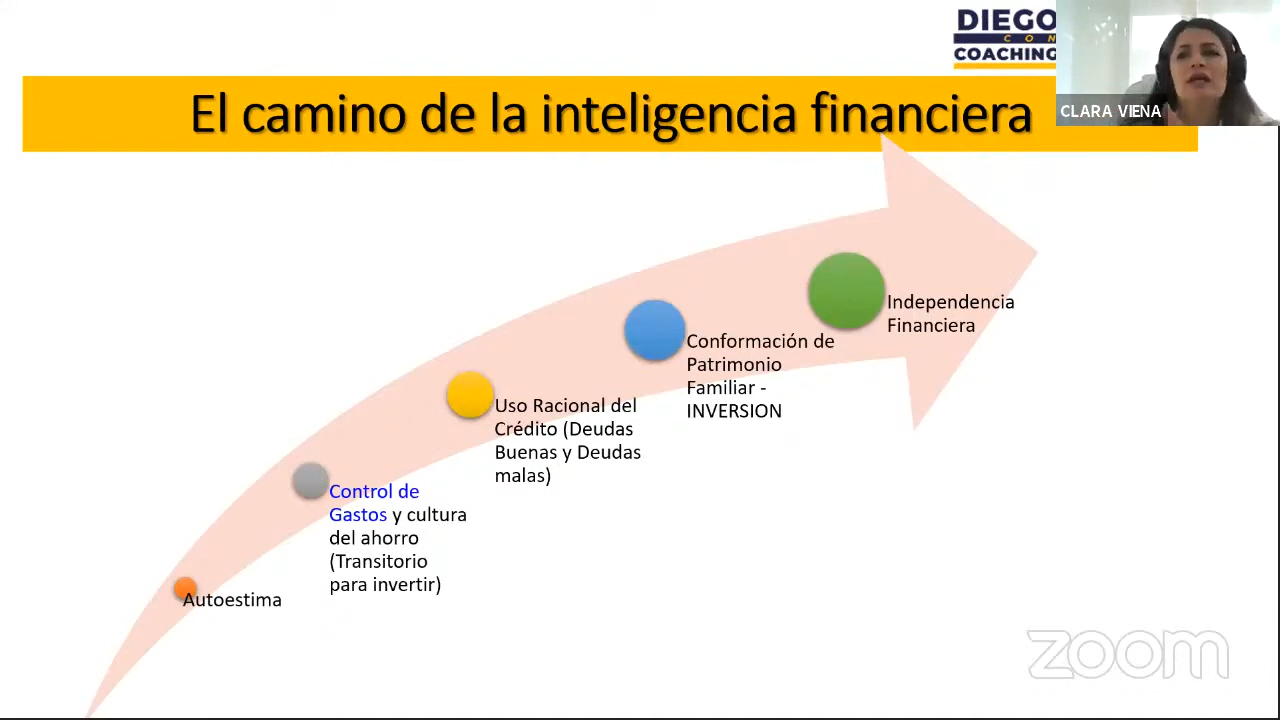 DIEGO
CON
COACHING
CLARA VIENA
El camino de la inteligencia financiera
Independencia
Financiera
Conformación de
Patrimonio
Familiar -
INVERSION
Uso Racional del
Crédito (Deudas
Buenas y Deudas
malas)
Control de
Gastos y cultura
del ahorro
(Transitorio
para invertir)
Autoestima
zoom